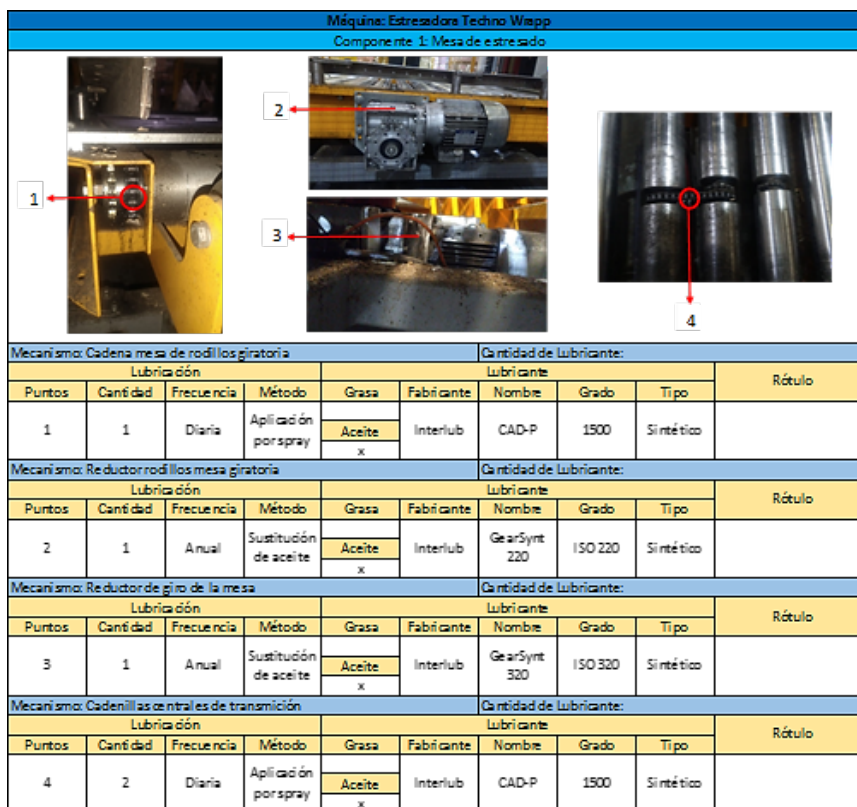 Máquina: Estresadora Techno Wrapp
Componente 1: Mesa de estresado
1
2
3
4
Mecanismo: Cadena mesa de rodillos giratoria Cantidad de Lubricante:
Lubricación Lubricante Rótulo
Puntos Cantidad Frecuencia Método Grasa Fabricante Nombre Grado Tipo
1 1 Diaria Aplicación por spray Aceite x Interlub CAD-P 1500 Sintético
Mecanismo: Reductor rodillos mesa giratoria Cantidad de Lubricante:
Lubricación Lubricante Rótulo
Puntos Cantidad Frecuencia Método Grasa Fabricante Nombre Grado Tipo
2 1 Anual Sustitución de aceite Aceite x Interlub GearSynt 220 ISO 220 Sintético
Mecanismo: Reductor de giro de la mesa Cantidad de Lubricante:
Lubricación Lubricante Rótulo
Puntos Cantidad Frecuencia Método Grasa Fabricante Nombre Grado Tipo
3 1 Anual Sustitución de aceite Aceite x Interlub GearSynt 320 ISO 320 Sintético
Mecanismo: Cadenillas centrales de transmición Cantidad de Lubricante:
Lubricación Lubricante Rótulo
Puntos Cantidad Frecuencia Método Grasa Fabricante Nombre Grado Tipo
4 2 Diaria Aplicación por spray Aceite x Interlub CAD-P 1500 Sintético